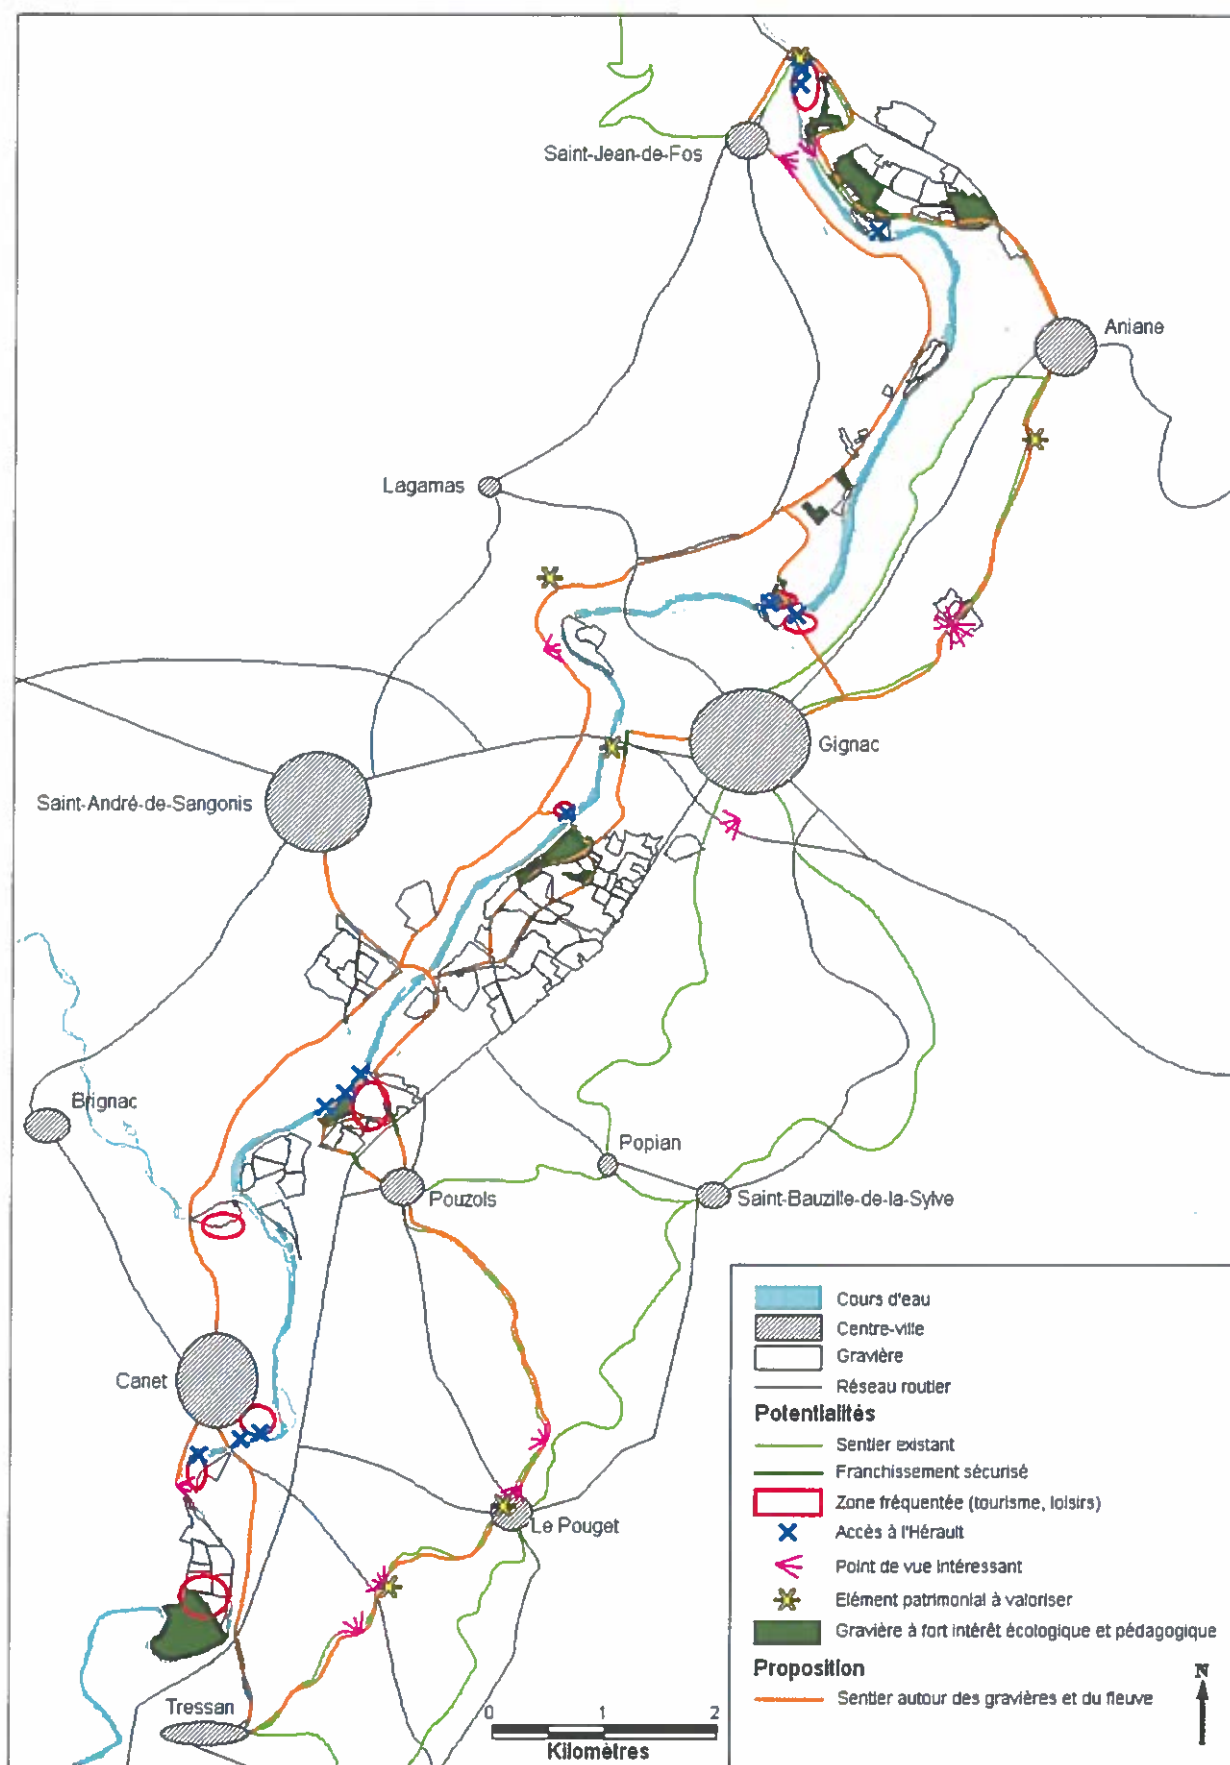 Saint-Jean-de-Fos
Aniane
Lagamas
Gignac
Saint-André-de-Sangonis
Brignac
Popian
Pouzols
Saint-Bauzille-de-la-Sylve
Canet
Le Pouget
Tressan
Cours d'eau
Centre-ville
Gravière
Réseau routier
Potentialités
Sentier existant
Franchissement sécurisé
Zone fréquentée (tourisme, loisirs)
Accès à l'Hérault
Point de vue intéressant
Elément patrimonial à valoriser
Gravière à fort intérêt écologique et pédagogique
Proposition
Sentier autour des gravières et du fleuve
N
0 1 2
Kilomètres